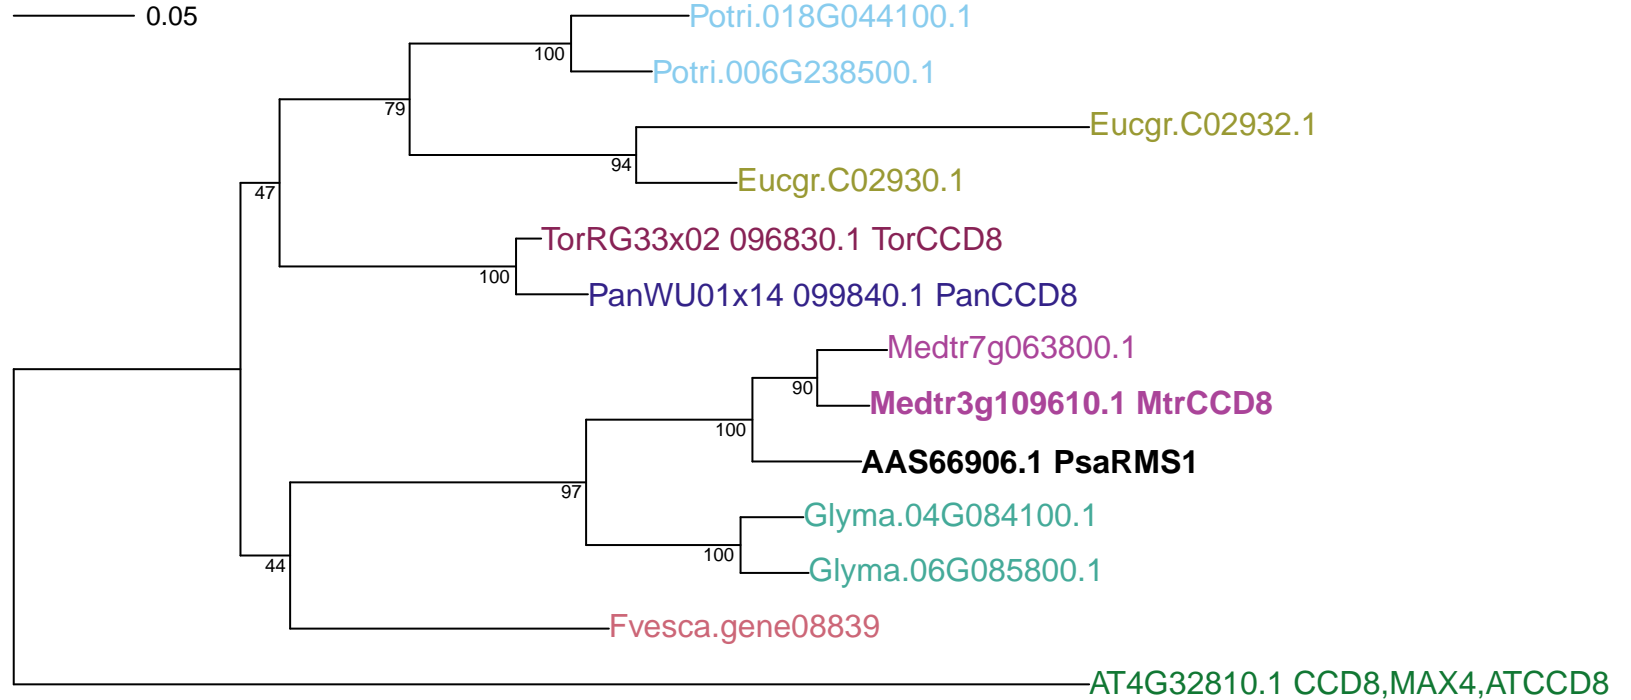 0.05
Potri.018G044100.1
100
Potri.006G238500.1
79
Eucgr.C02932.1
94
Eucgr.C02930.1
47
TorRG33x02 096830.1 TorCCD8
100
PanWU01x14 099840.1 PanCCD8
Medtr7g063800.1
90
Medtr3g109610.1 MtrCCD8
100
AAS66906.1 PsaRMS1
97
Glyma.04G084100.1
100
Glyma.06G085800.1
44
Fvesca.gene08839
AT4G32810.1 CCD8,MAX4,ATCCD8